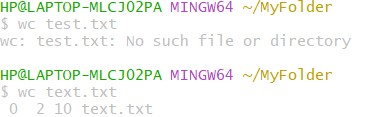 HP@LAPTOP-MLCJO2PA MINGW64 ~/MyFolder
$ wc test.txt
wc: test.txt: No such file or directory
HP@LAPTOP-MLCJO2PA MINGW64 ~/MyFolder
$ wc text.txt
0 2 10 text.txt